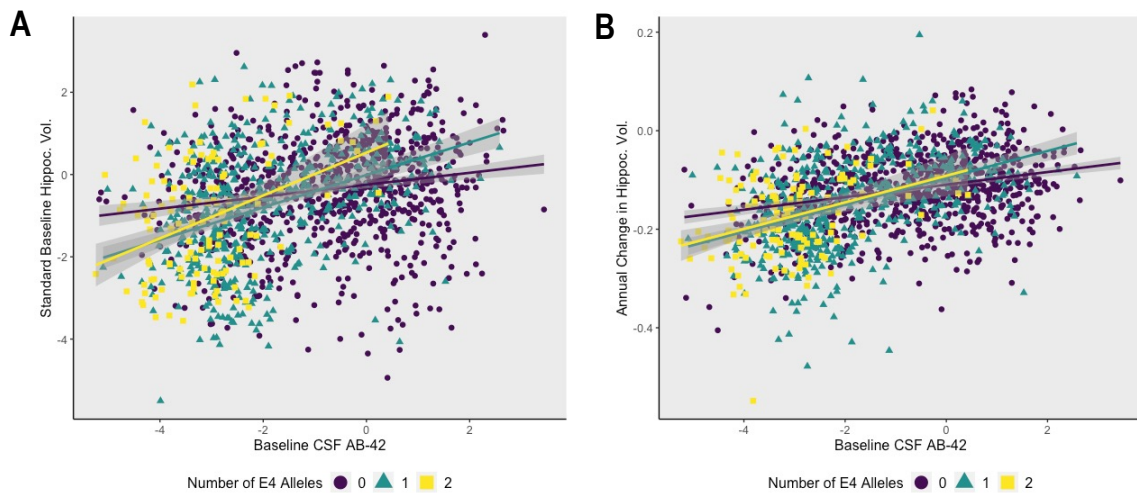 A
Standard Baseline Hippoc. Vol.
2
0
-2
-4
-4
-2
0
2
Baseline CSF AB-42
Number of E4 Alleles 0 1 2
B
Annual Change in Hippoc. Vol.
0.2
0.0
-0.2
-0.4
-4
-2
0
2
Baseline CSF AB-42
Number of E4 Alleles 0 1 2